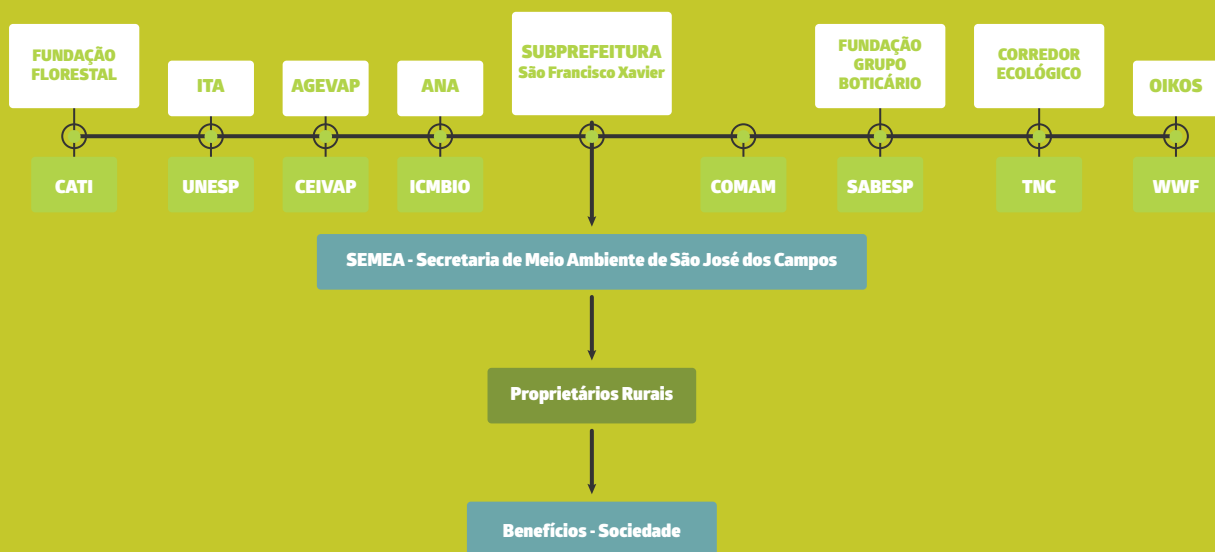 FUNDAÇÃO
FLORESTAL
ITA
AGEVAP
ANA
SUBPREFEITURA
São Francisco Xavier
FUNDAÇÃO
GRUPO
BOTICÁRIO
CORREDOR
ECOLÓGICO
OIKOS
CATI
UNESP
CEIVAP
ICMBIO
COMAM
SABESP
TNC
WWF
SEMEA - Secretaria de Meio Ambiente de São José dos Campos
Proprietários Rurais
Benefícios - Sociedade